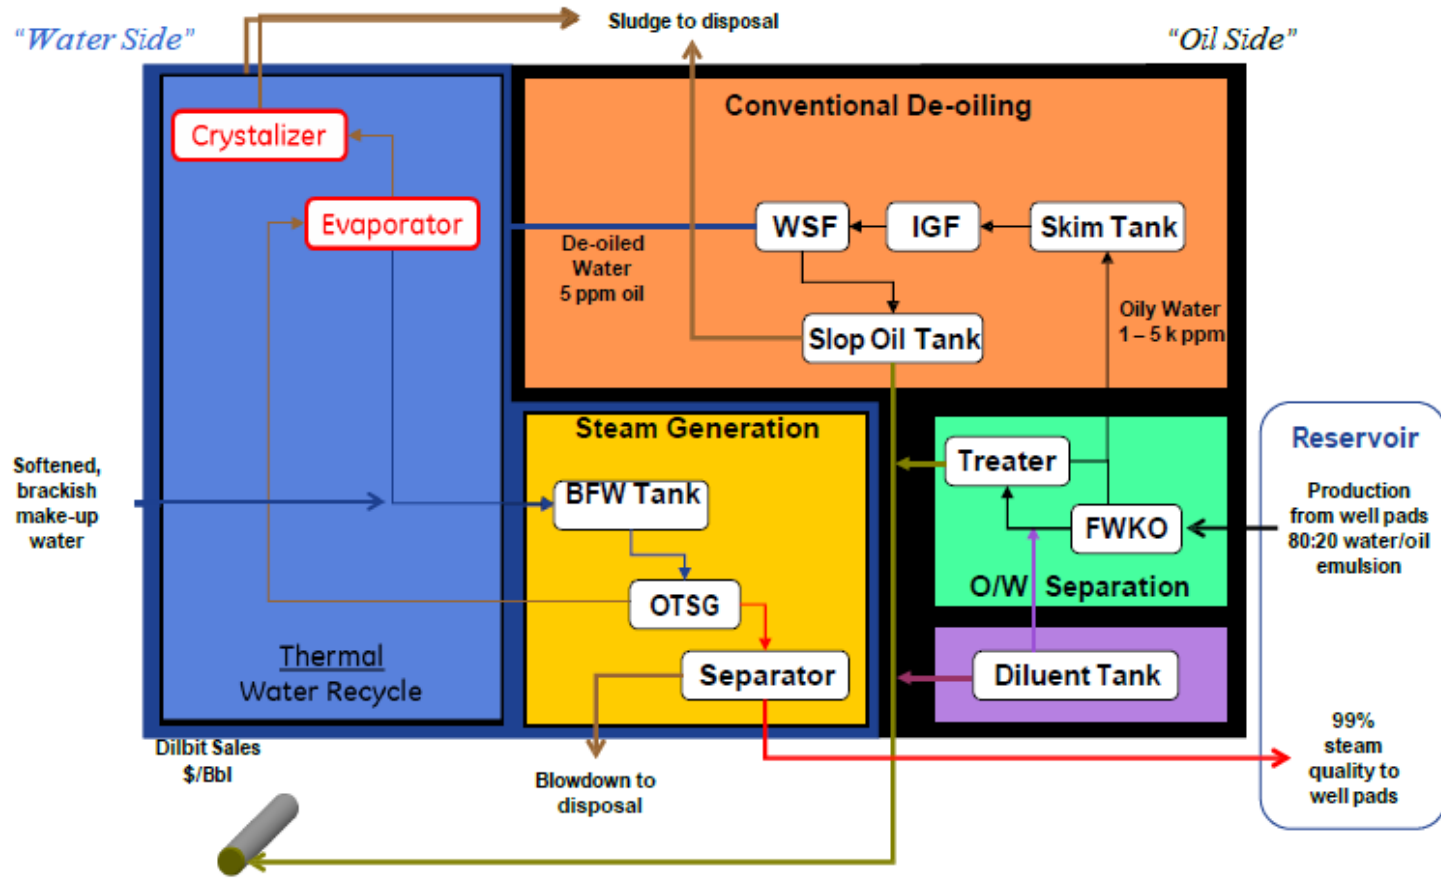 Sludge to disposal
"Water Side"
"Oil Side"
Conventional De-oiling
Crystalizer
Evaporator
WSF
IGF
Skim Tank
De-oiled
Water
5 ppm oil
Oily Water
1 – 5 k ppm
Slop Oil Tank
Steam Generation
Treater
Reservoir
Softened,
brackish
make-up
water
BFW Tank
FWKO
Production
from well pads
80:20 water/oil
emulsion
OTSG
O/W Separation
Thermal
Water Recycle
Separator
Diluent Tank
99%
steam
quality to
well pads
Dilbit Sales
$/Bbl
Blowdown to
disposal